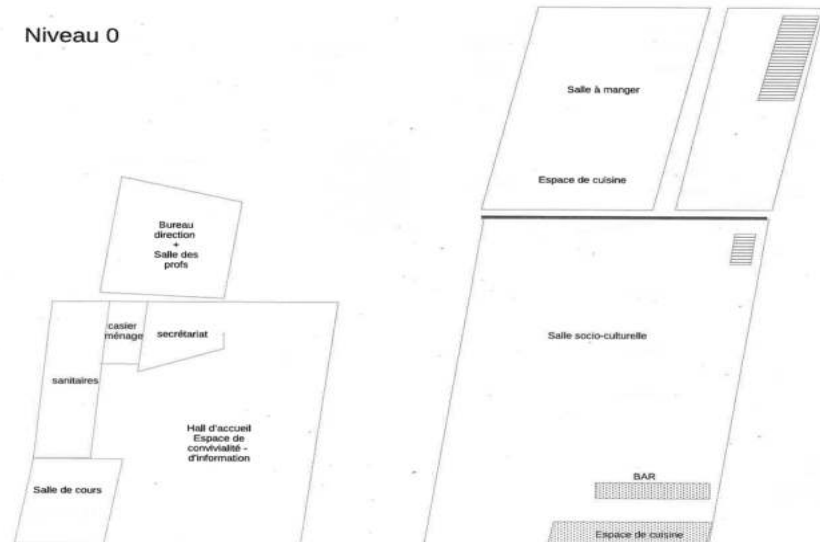 Niveau 0
Salle à manger
Espace de cuisine
Bureau
direction
+
Salle des
profs
casier
ménage
secrétariat
sanitaires
Salle socio-culturelle
Hall d'accueil
Espace de
convivialité -
d'information
Salle de cours
BAR
Espace de cuisine